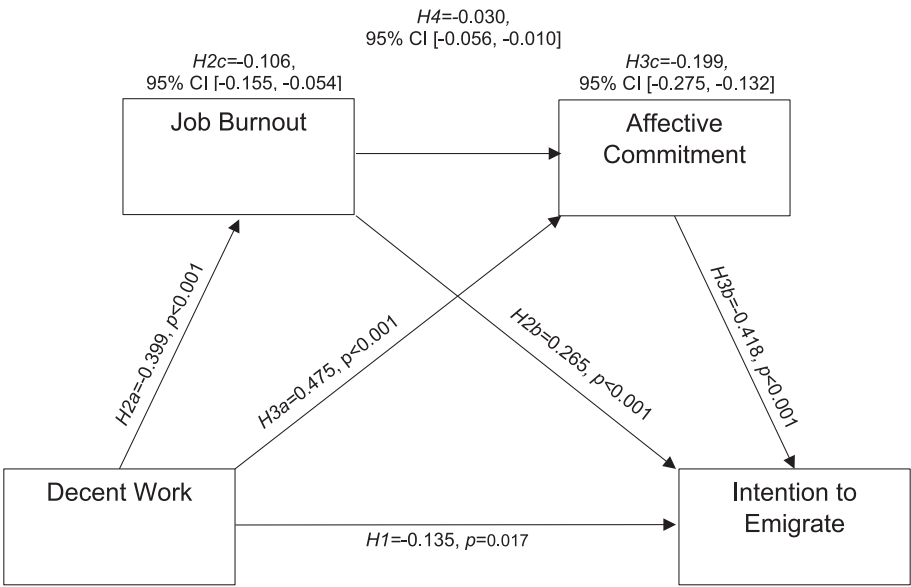 H4=-0.030,
95% CI [-0.056, -0.010]
H2c=-0.106,
95% CI [-0.155, -0.054]
H3c=-0.199,
95% CI [-0.275, -0.132]
Job Burnout
Affective
Commitment
H2a=-0.399, p<0.001
H3a=0.475, p<0.001
H2b=0.265, p<0.001
H3b=-0.418, p<0.001
Decent Work
Intention to
Emigrate
H1=-0.135, p=0.017